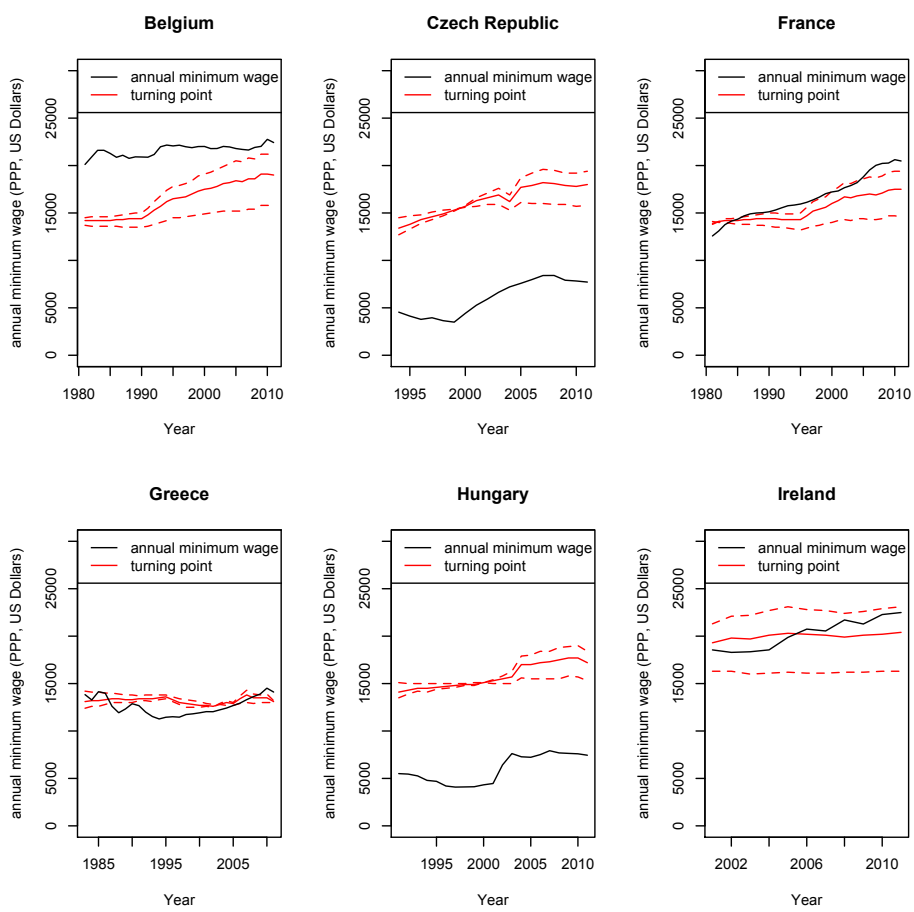 Belgium
annual minimum wage (PPP, US Dollars)
annual minimum wage
turning point
25000
15000
5000
0
1980 1990 2000 2010
Year
Czech Republic
annual minimum wage (PPP, US Dollars)
annual minimum wage
turning point
25000
15000
5000
0
1995 2000 2005 2010
Year
France
annual minimum wage (PPP, US Dollars)
annual minimum wage
turning point
25000
15000
5000
0
1980 1990 2000 2010
Year
Greece
annual minimum wage (PPP, US Dollars)
annual minimum wage
turning point
25000
15000
5000
0
1985 1995 2005
Year
Hungary
annual minimum wage (PPP, US Dollars)
annual minimum wage
turning point
25000
15000
5000
0
1995 2000 2005 2010
Year
Ireland
annual minimum wage (PPP, US Dollars)
annual minimum wage
turning point
25000
15000
5000
0
2002 2006 2010
Year